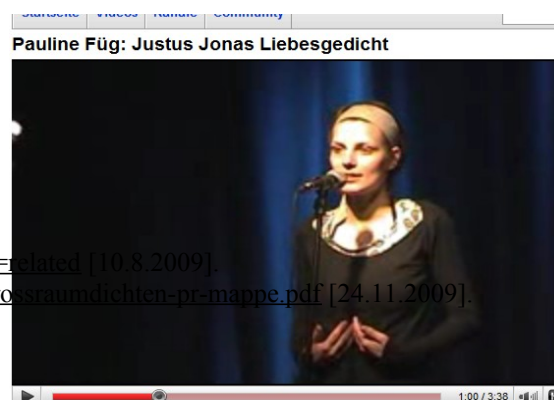 Startseite Videos Kanäle Community
Pauline Füg: Justus Jonas Liebesgedicht
=related [10.8.2009].
ossraumdichten-pr-mappe.pdf [24.11.2009].
1:00 / 3:38